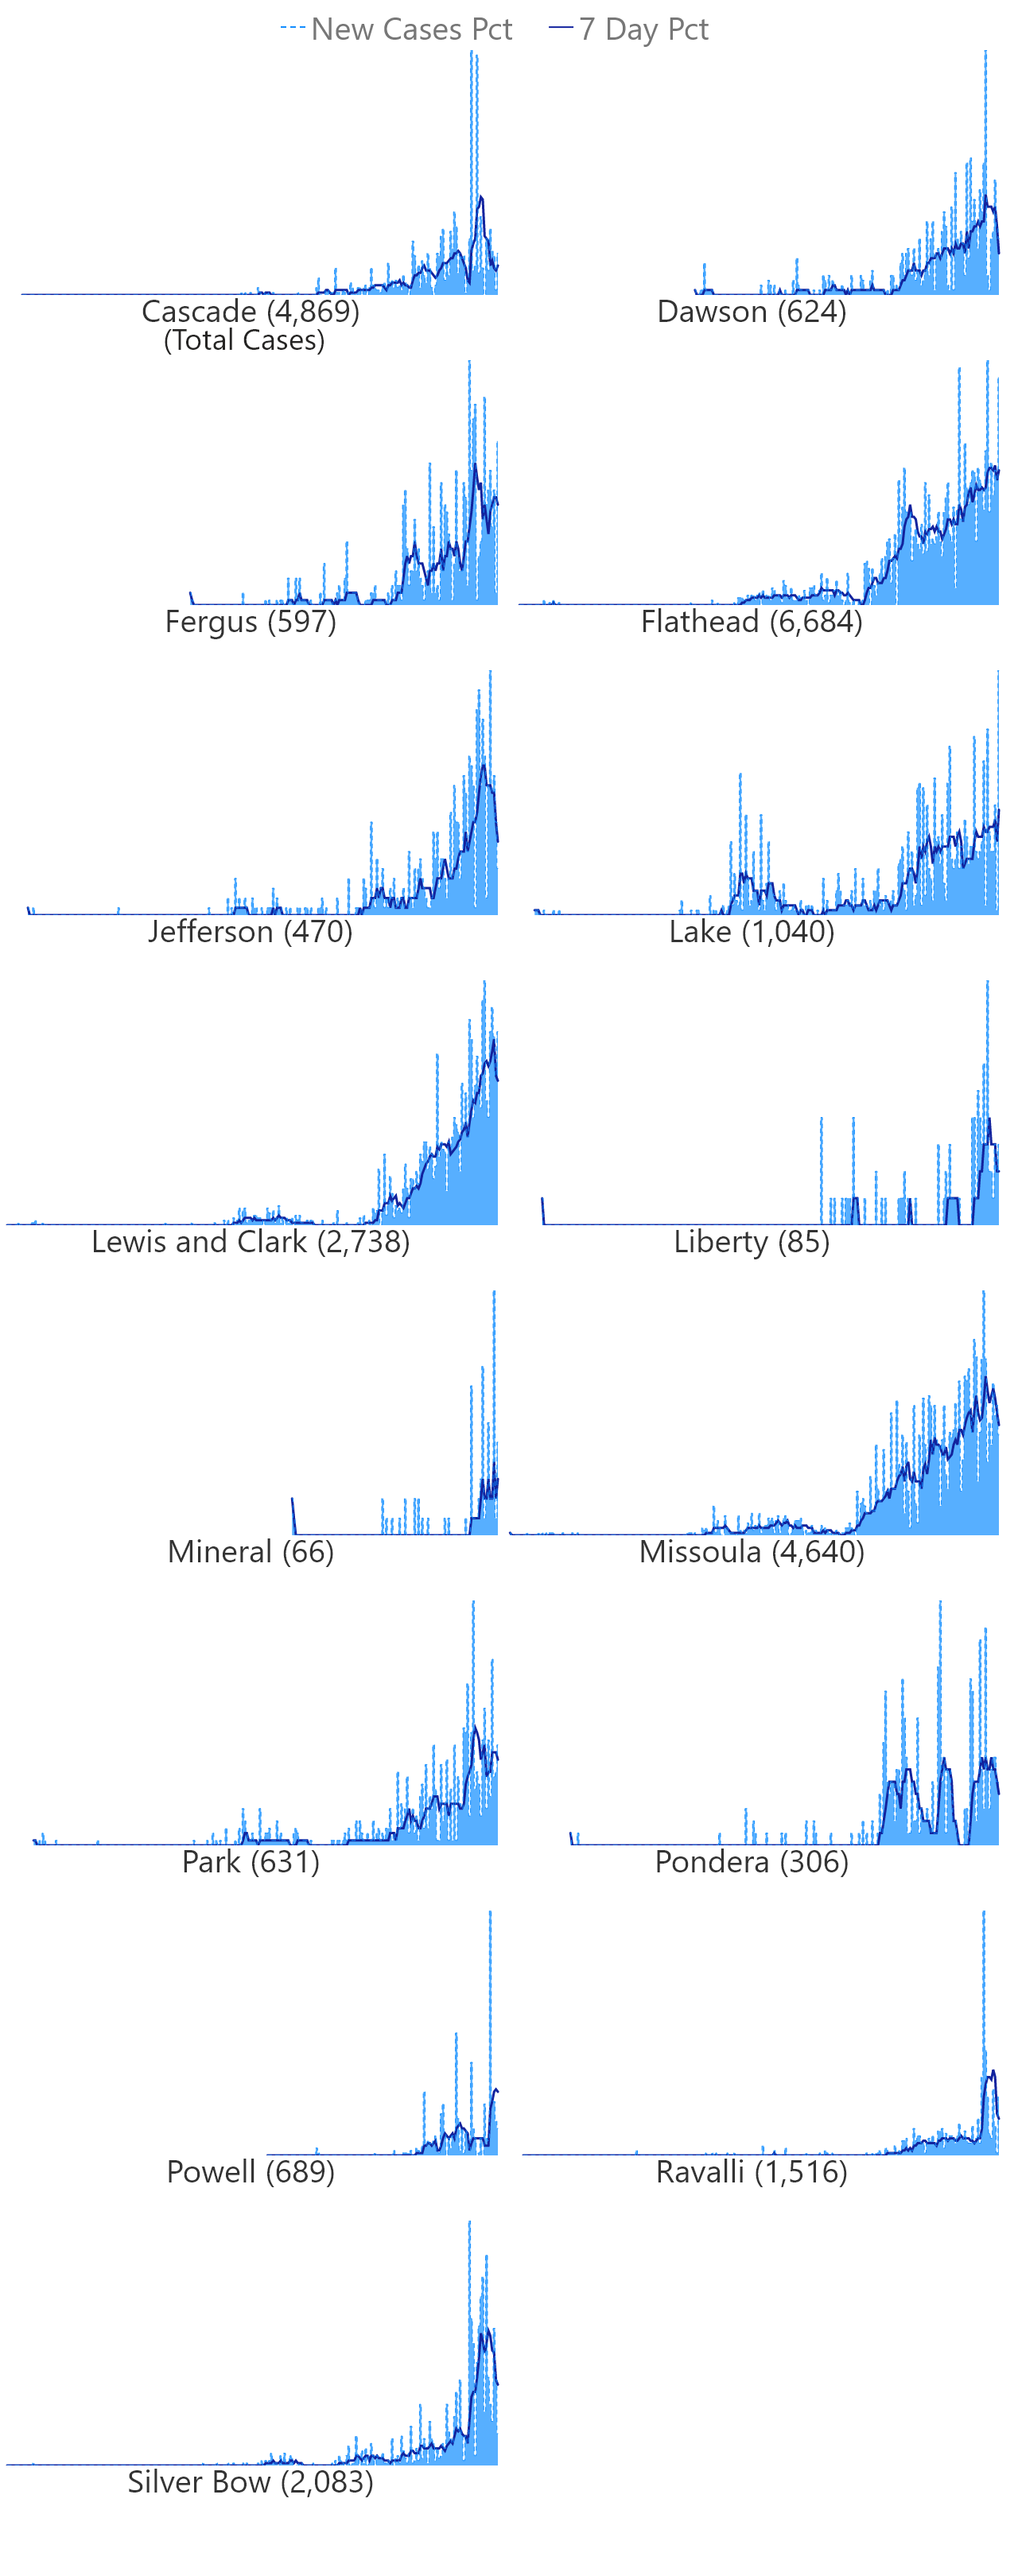 New Cases Pct 7 Day Pct
Cascade (4,869)
(Total Cases)
Dawson (624)
Fergus (597)
Flathead (6,684)
Jefferson (470)
Lake (1,040)
Lewis and Clark (2,738)
Liberty (85)
Mineral (66)
Missoula (4,640)
Park (631)
Pondera (306)
Powell (689)
Ravalli (1,516)
Silver Bow (2,083)